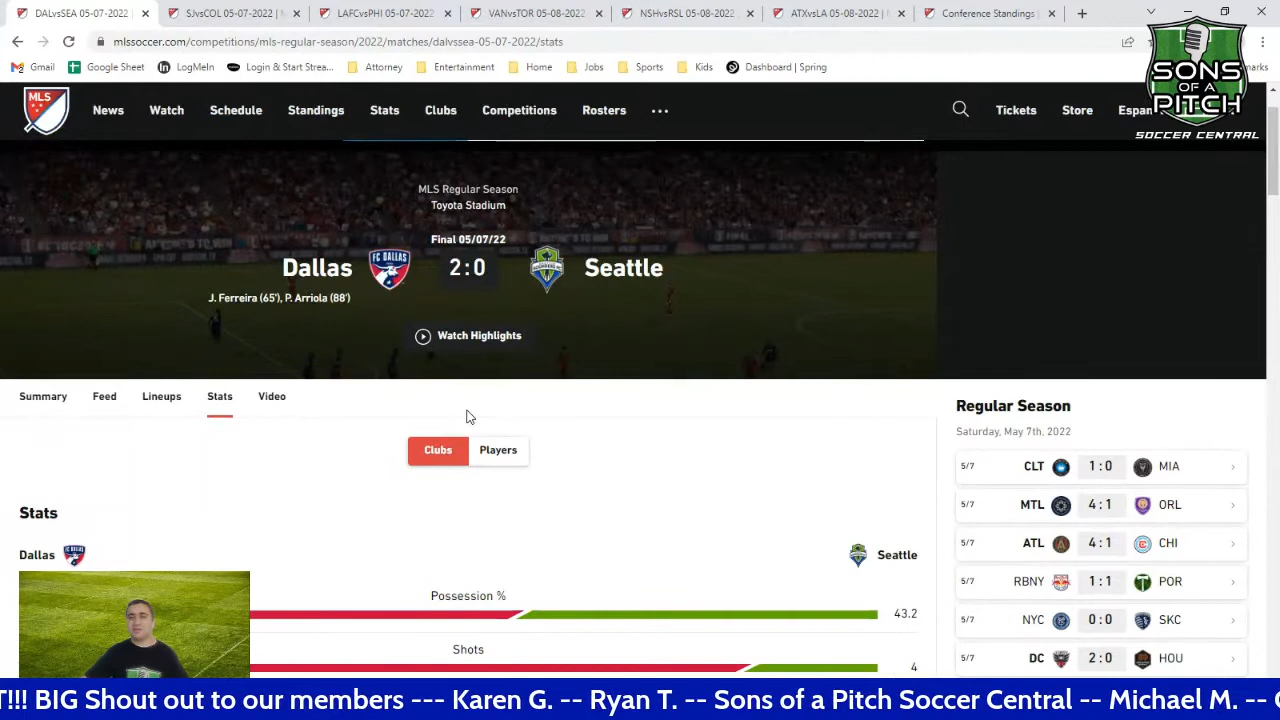 DALvsSEA 05-07-2022 |
SJvsCOL 05-07-2022 | M
LAFCvsPHI 05-07-2022
VANvsTOR 05-08-2022
NSHvsRSL 05-08-2022 |
ATXvsLA 05-08-2022 | M
Conference Standings |
mlssoccer.com/competitions/mls-regular-season/2022/matches/dalvssea-05-07-2022/stats
Gmail
Google Sheet
LogMeIn
Login & Start Strea...
Attorney
Entertainment
Home
Jobs
Sports
Kids
Dashboard | Spring
SONS
OF A
PITCH
SOCCER CENTRAL
MLS
News
Watch
Schedule
Standings
Stats
Clubs
Competitions
Rosters
Tickets
Store
Espan
MLS Regular Season
Toyota Stadium
Final 05/07/22
Dallas
2:0
Seattle
J. Ferreira (65'), P. Arriola (88')
Watch Highlights
Summary
Feed
Lineups
Stats
Video
Clubs
Players
Stats
Dallas
Seattle
Possession %
43.2
Shots
4
Regular Season
Saturday, May 7th, 2022
5/7 CLT 1:0 MIA
5/7 MTL 4:1 ORL
5/7 ATL 4:1 CHI
5/7 RBNY 1:1 POR
5/7 NYC 0:0 SKC
5/7 DC 2:0 HOU
T!!! BIG Shout out to our members --- Karen G. -- Ryan T. -- Sons of a Pitch Soccer Central -- Michael M. --